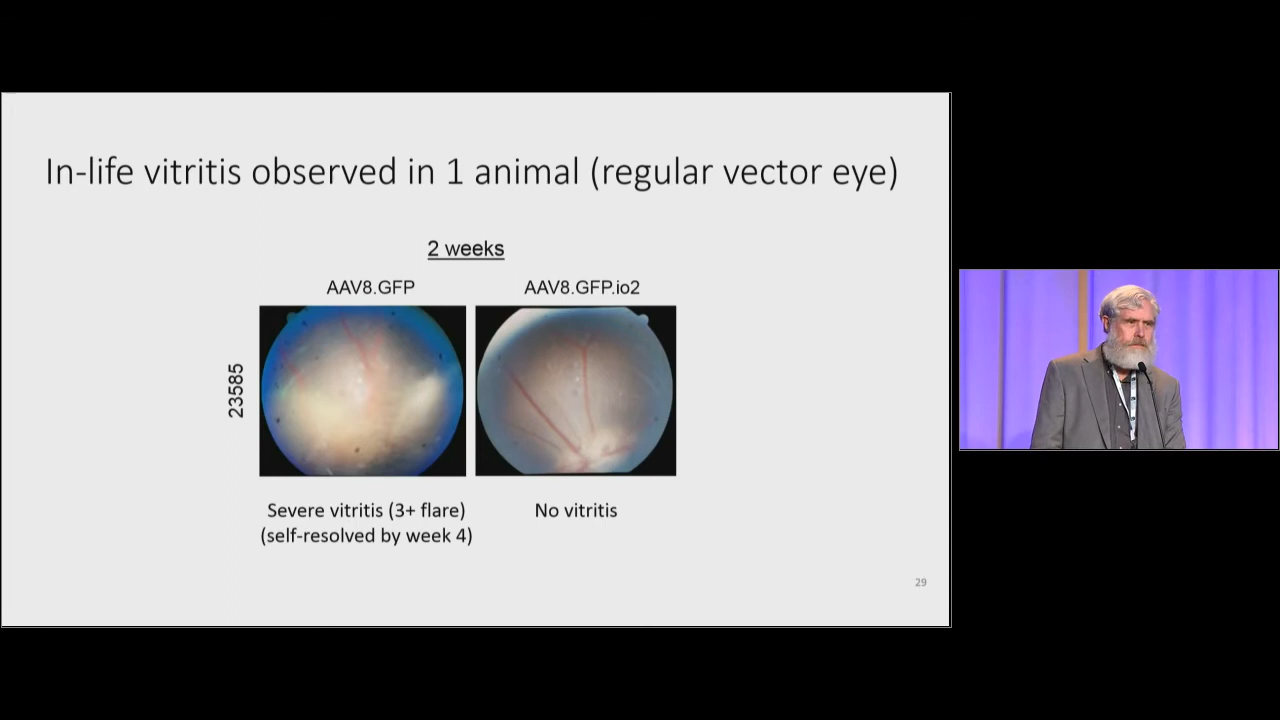 In-life vitritis observed in 1 animal (regular vector eye)
2 weeks
AAV8.GFP
AAV8.GFP.io2
23585
Severe vitritis (3+ flare)
(self-resolved by week 4)
No vitritis
29